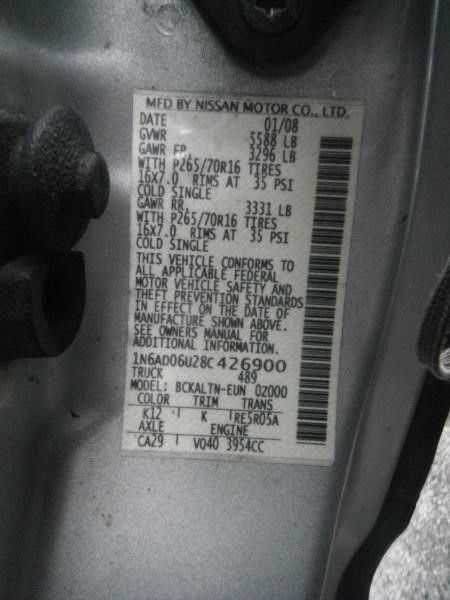 MFD BY NISSAN MOTOR CO., LTD.
DATE 01/08
GVWR 5588 LB
GAWR FR. 3296 LB
WITH P265/70R16 TIRES
16X7.0 RIMS AT 35 PSI
COLD SINGLE
GAWR RR. 3331 LB
WITH P265/70R16 TIRES
16X7.0 RIMS AT 35 PSI
COLD SINGLE
THIS VEHICLE CONFORMS TO
ALL APPLICABLE FEDERAL
MOTOR VEHICLE SAFETY AND
THEFT PREVENTION STANDARDS
IN EFFECT ON THE DATE OF
MANUFACTURE SHOWN ABOVE.
SEE OWNERS MANUAL FOR
ADDITIONAL INFORMATION
1N6AD06U28C 426900
TRUCK 489
MODEL: BCKALTN-EUN 0Z000
COLOR TRIM TRANS
K12 K RE5R05A
AXLE ENGINE
CA29 VQ40 3954CC